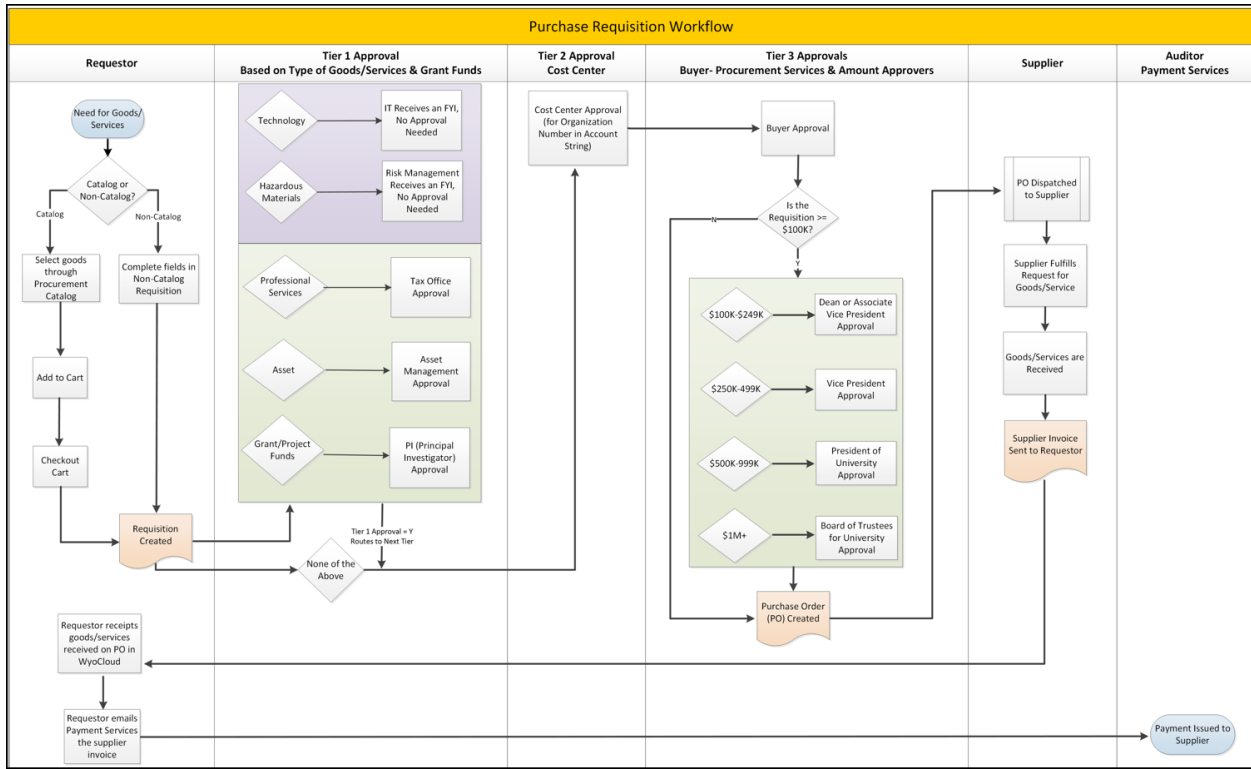 Purchase Requisition Workflow
Requestor
Tier 1 Approval
Based on Type of Goods/Services & Grant Funds
Tier 2 Approval
Cost Center
Tier 3 Approvals
Buyer- Procurement Services & Amount Approvers
Supplier
Auditor
Payment Services
Need for Goods/
Services
Catalog or
Non-Catalog?
Catalog
Non-Catalog
Select goods
through
Procurement
Catalog
Complete fields in
Non-Catalog
Requisition
Add to Cart
Checkout
Cart
Requisition
Created
Technology
IT Receives an FYI,
No Approval
Needed
Hazardous
Materials
Risk Management
Receives an FYI,
No Approval
Needed
Professional
Services
Tax Office
Approval
Asset
Asset
Management
Approval
Grant/Project
Funds
PI (Principal
Investigator)
Approval
Tier 1 Approval = Y
Routes to Next Tier
None of the
Above
Cost Center Approval
(for Organization
Number in Account
String)
Buyer Approval
Is the
Requisition >=
$100K?
N
Y
$100K-$249K
Dean or Associate
Vice President
Approval
$250K-499K
Vice President
Approval
$500K-999K
President of
University
Approval
$1M+
Board of Trustees
for University
Approval
Purchase Order
(PO) Created
PO Dispatched
to Supplier
Supplier Fulfills
Request for
Goods/Service
Goods/Services are
Received
Supplier Invoice
Sent to Requestor
Requestor receipts
goods/services
received on PO in
WyoCloud
Requestor emails
Payment Services
the supplier
invoice
Payment Issued to
Supplier